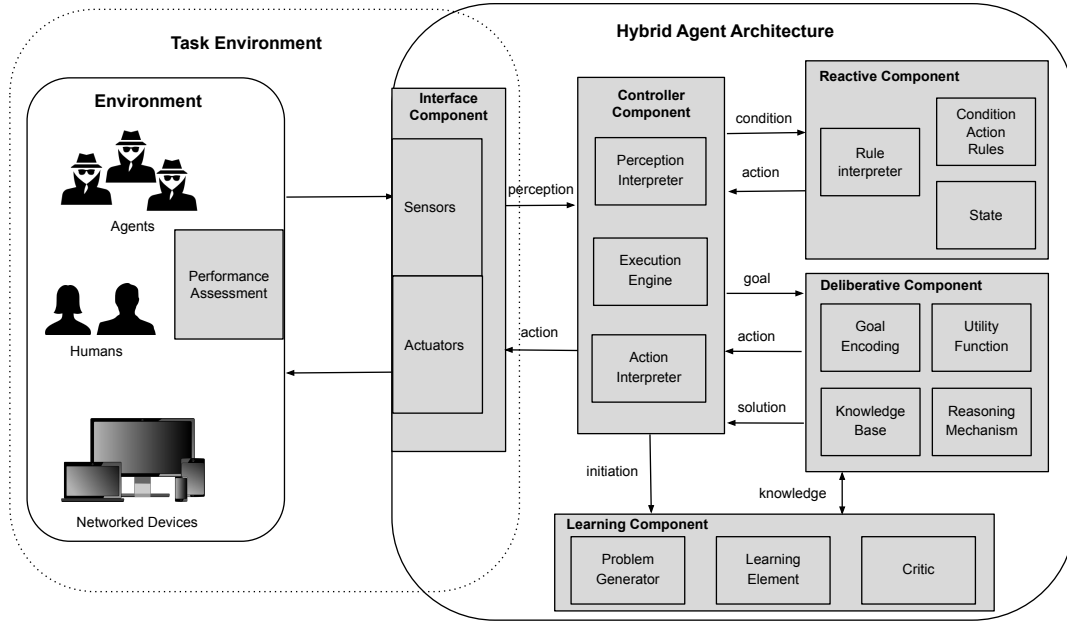 Task Environment
Hybrid Agent Architecture
Environment
Agents
Humans
Networked Devices
Performance
Assessment
Interface
Component
Sensors
Actuators
perception
action
Controller
Component
Perception
Interpreter
Execution
Engine
Action
Interpreter
condition
action
goal
action
solution
initiation
knowledge
Reactive Component
Rule
interpreter
Condition
Action
Rules
State
Deliberative Component
Goal
Encoding
Utility
Function
Knowledge
Base
Reasoning
Mechanism
Learning Component
Problem
Generator
Learning
Element
Critic